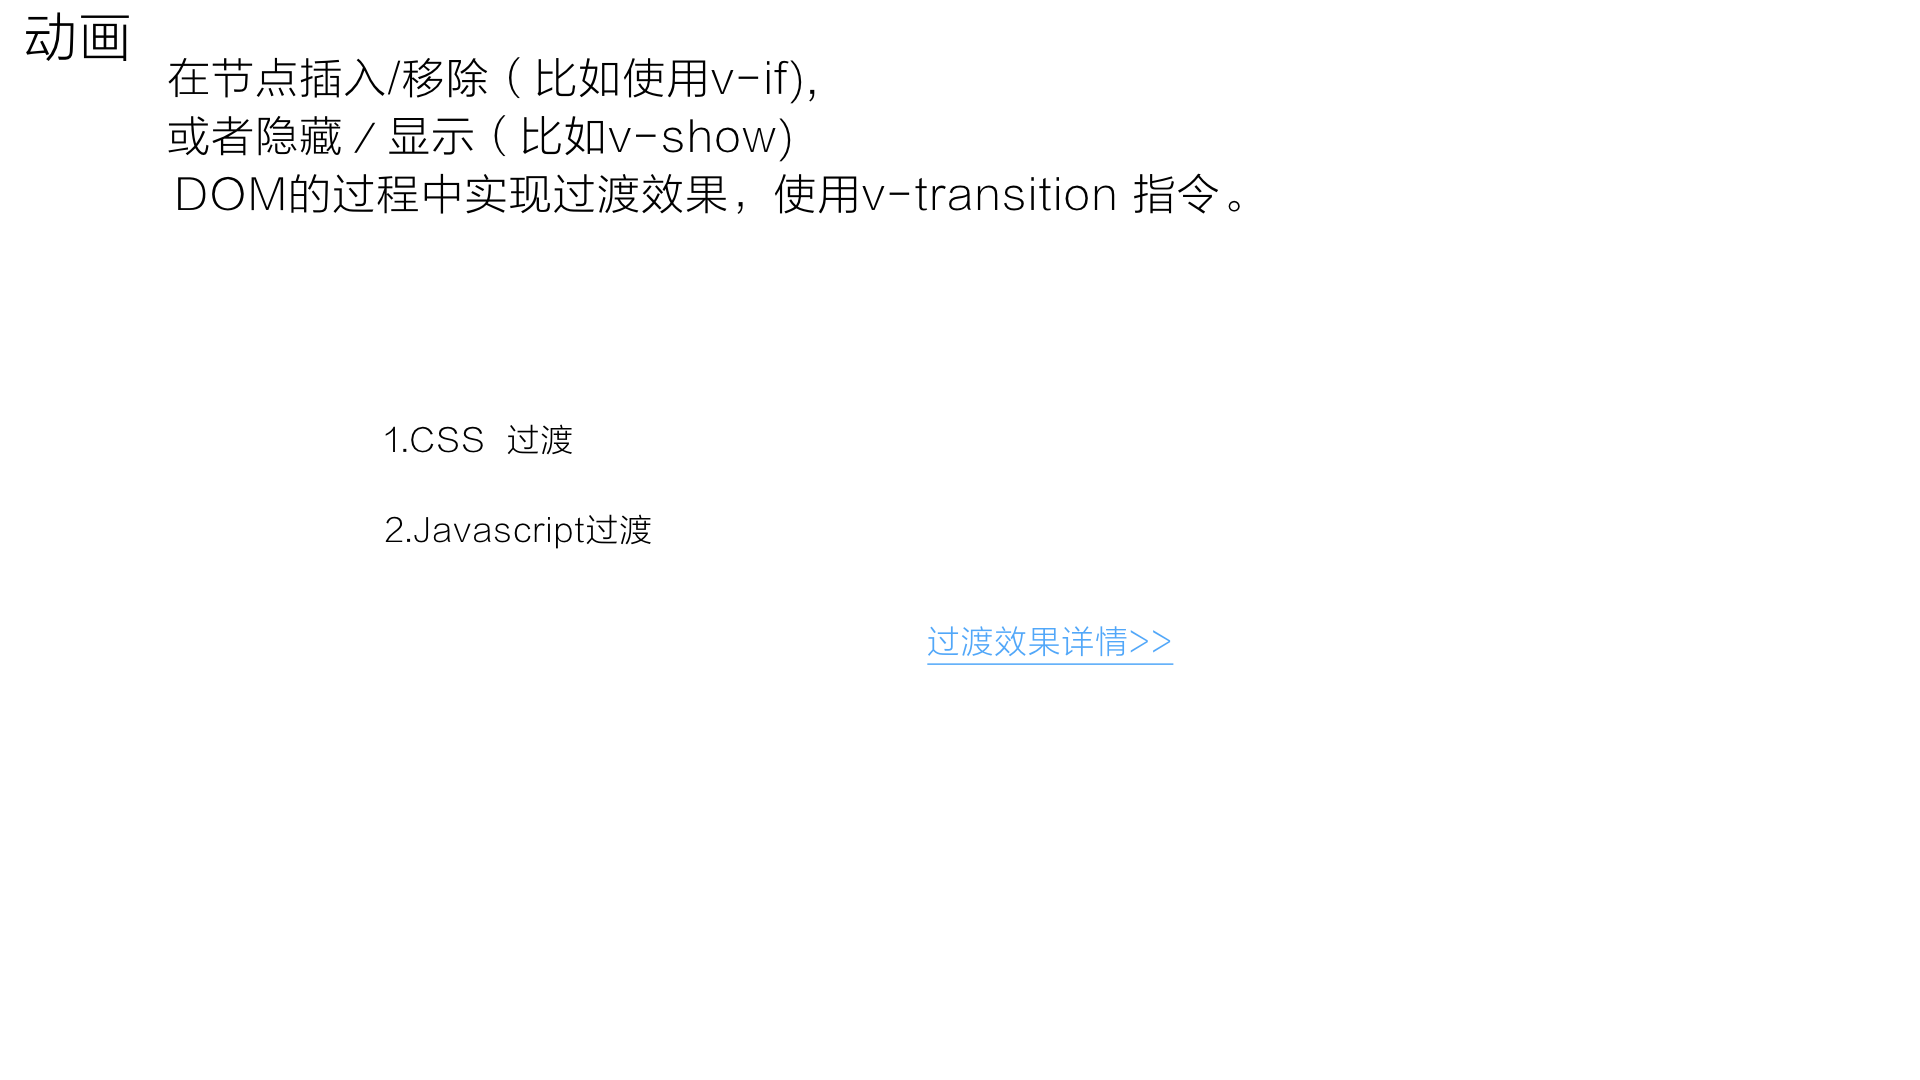 动画
在节点插入/移除（比如使用v-if),
或者隐藏／显示（比如v-show)
DOM的过程中实现过渡效果，使用v-transition 指令。
1.CSS 过渡
2.Javascript过渡
过渡效果详情>>